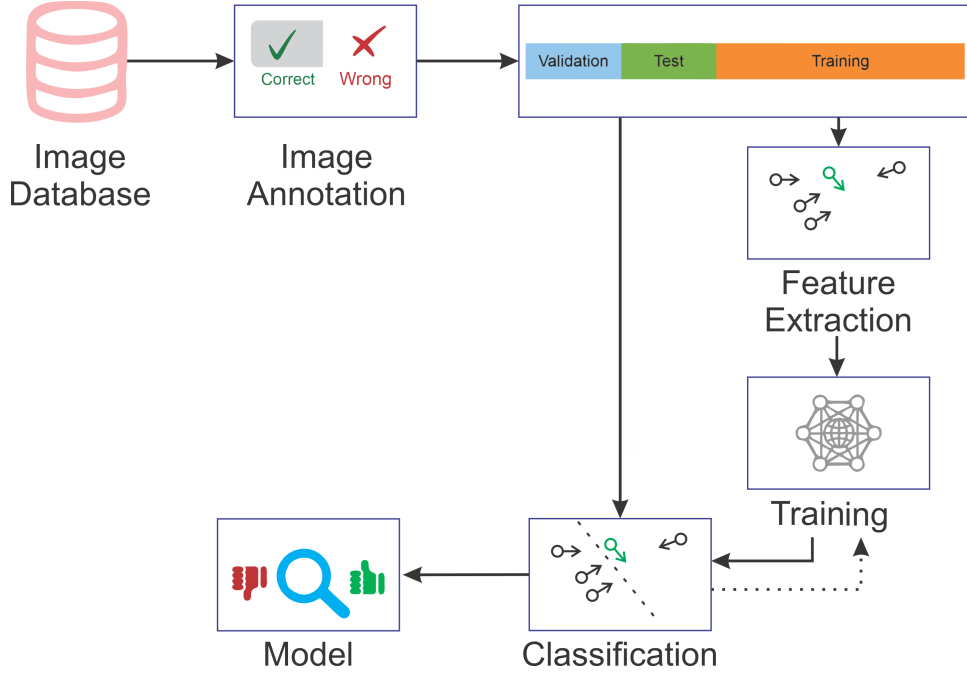 Correct
Wrong
Validation
Test
Training
Image
Database
Image
Annotation
Feature
Extraction
Training
Model
Classification